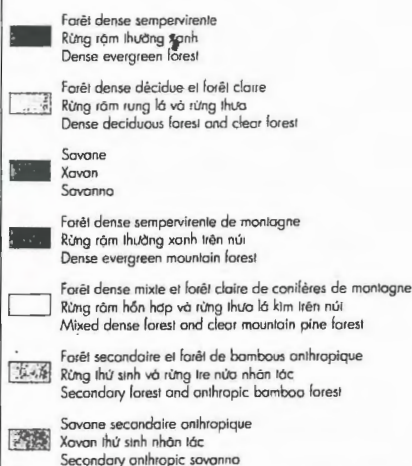 Forêt dense sempervirente
Rừng rậm thường xanh
Dense evergreen forest
Forêt dense décidue et forêt claire
Rừng rậm rụng lá và rừng thưa
Dense deciduous forest and clear forest
Savane
Xavan
Savanna
Forêt dense sempervirente de montagne
Rừng rậm thường xanh trên núi
Dense evergreen mountain forest
Forêt dense mixte et forêt claire de conifères de montagne
Rừng rậm hỗn hợp và rừng thưa lá kim trên núi
Mixed dense forest and clear mountain pine forest
Forêt secondaire et forêt de bambous anthropique
Rừng thứ sinh và rừng tre nứa nhân tác
Secondary forest and anthropic bamboo forest
Savane secondaire anthropique
Xavan thứ sinh nhân tác
Secondary anthropic savanna